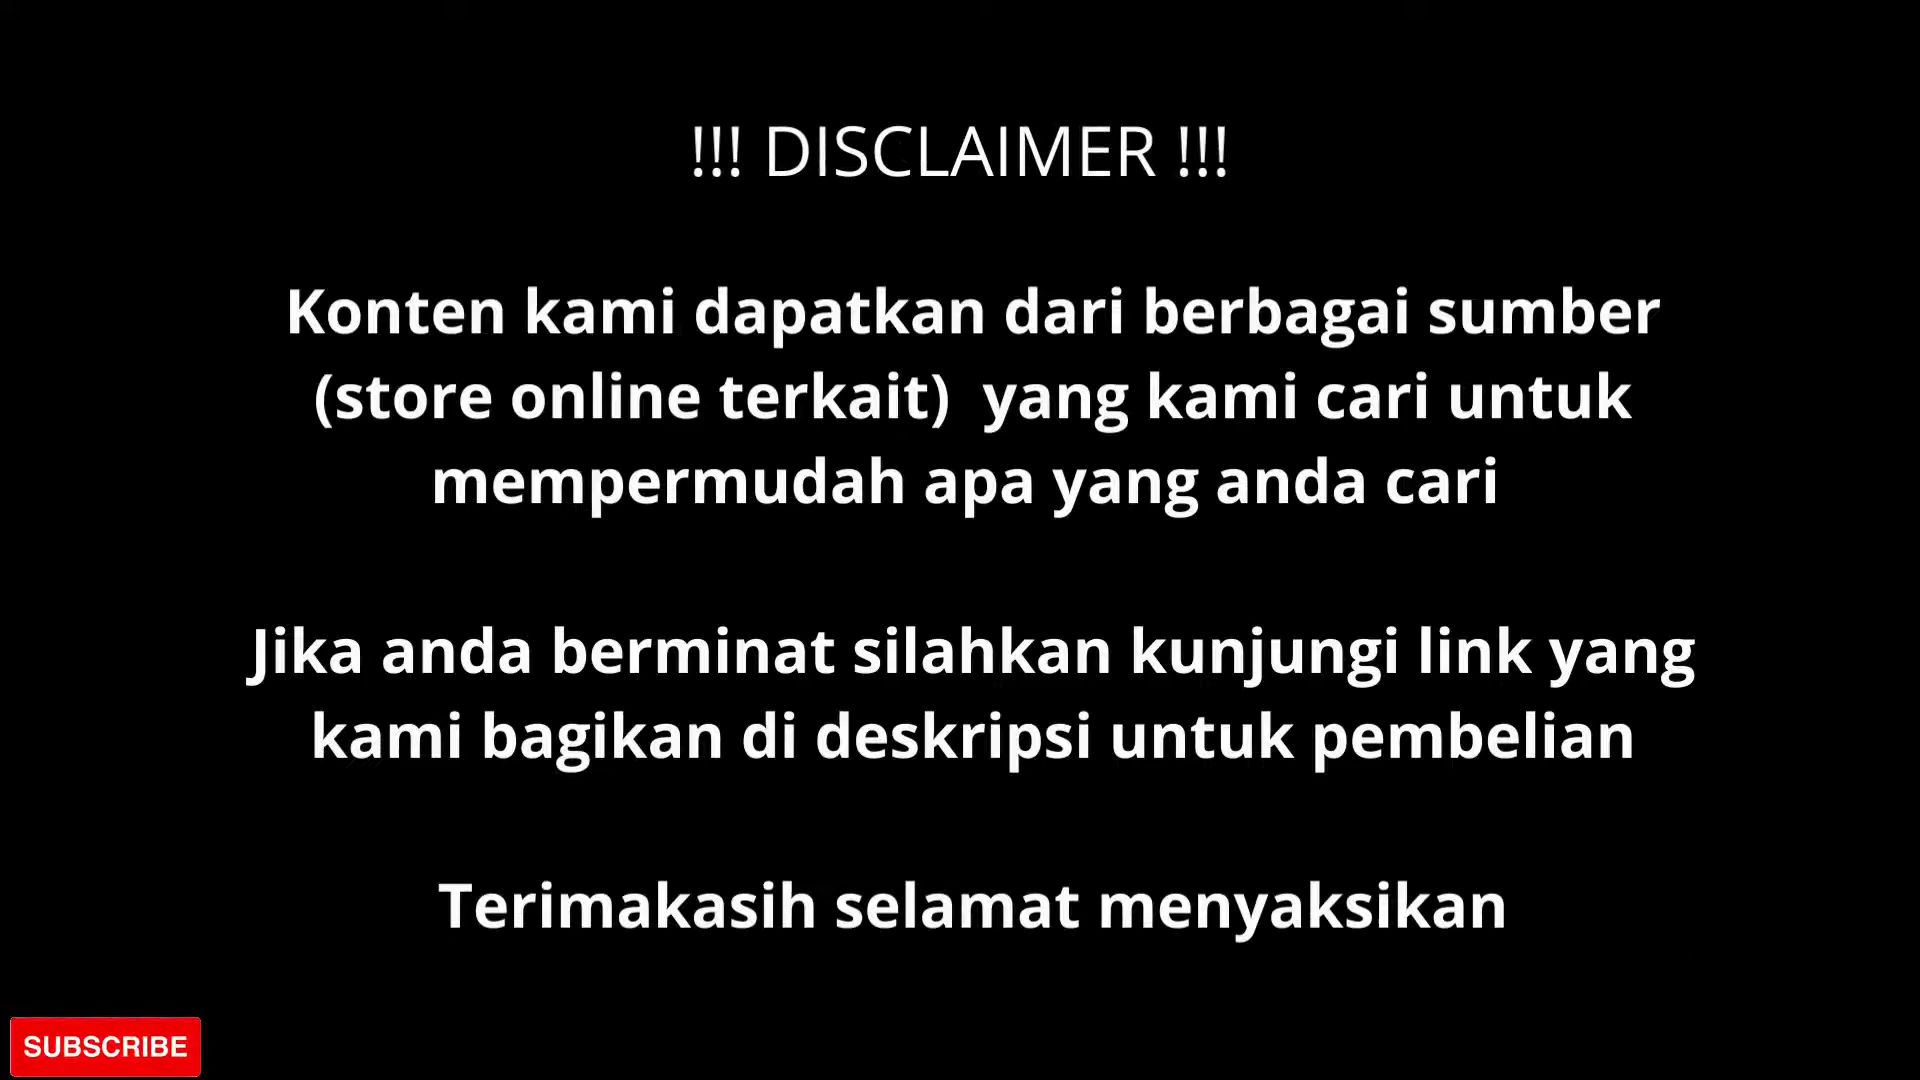 !!! DISCLAIMER !!!
Konten kami dapatkan dari berbagai sumber
(store online terkait)  yang kami cari untuk
mempermudah apa yang anda cari
Jika anda berminat silahkan kunjungi link yang
kami bagikan di deskripsi untuk pembelian
Terimakasih selamat menyaksikan
SUBSCRIBE